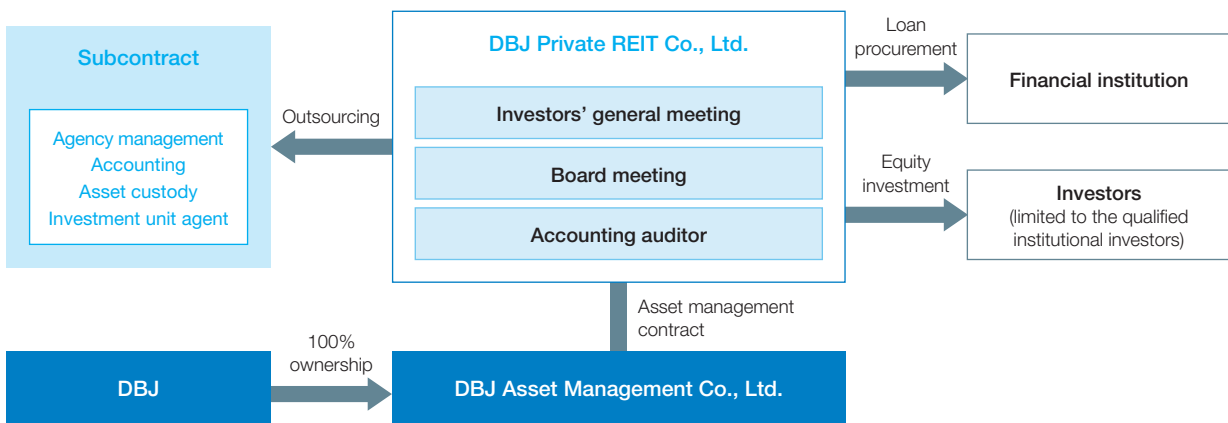 Subcontract
Agency management
Accounting
Asset custody
Investment unit agent
Outsourcing
DBJ Private REIT Co., Ltd.
Investors’ general meeting
Board meeting
Accounting auditor
Loan
procurement
Financial institution
Equity
investment
Investors
(limited to the qualified
institutional investors)
Asset management
contract
DBJ
100%
ownership
DBJ Asset Management Co., Ltd.